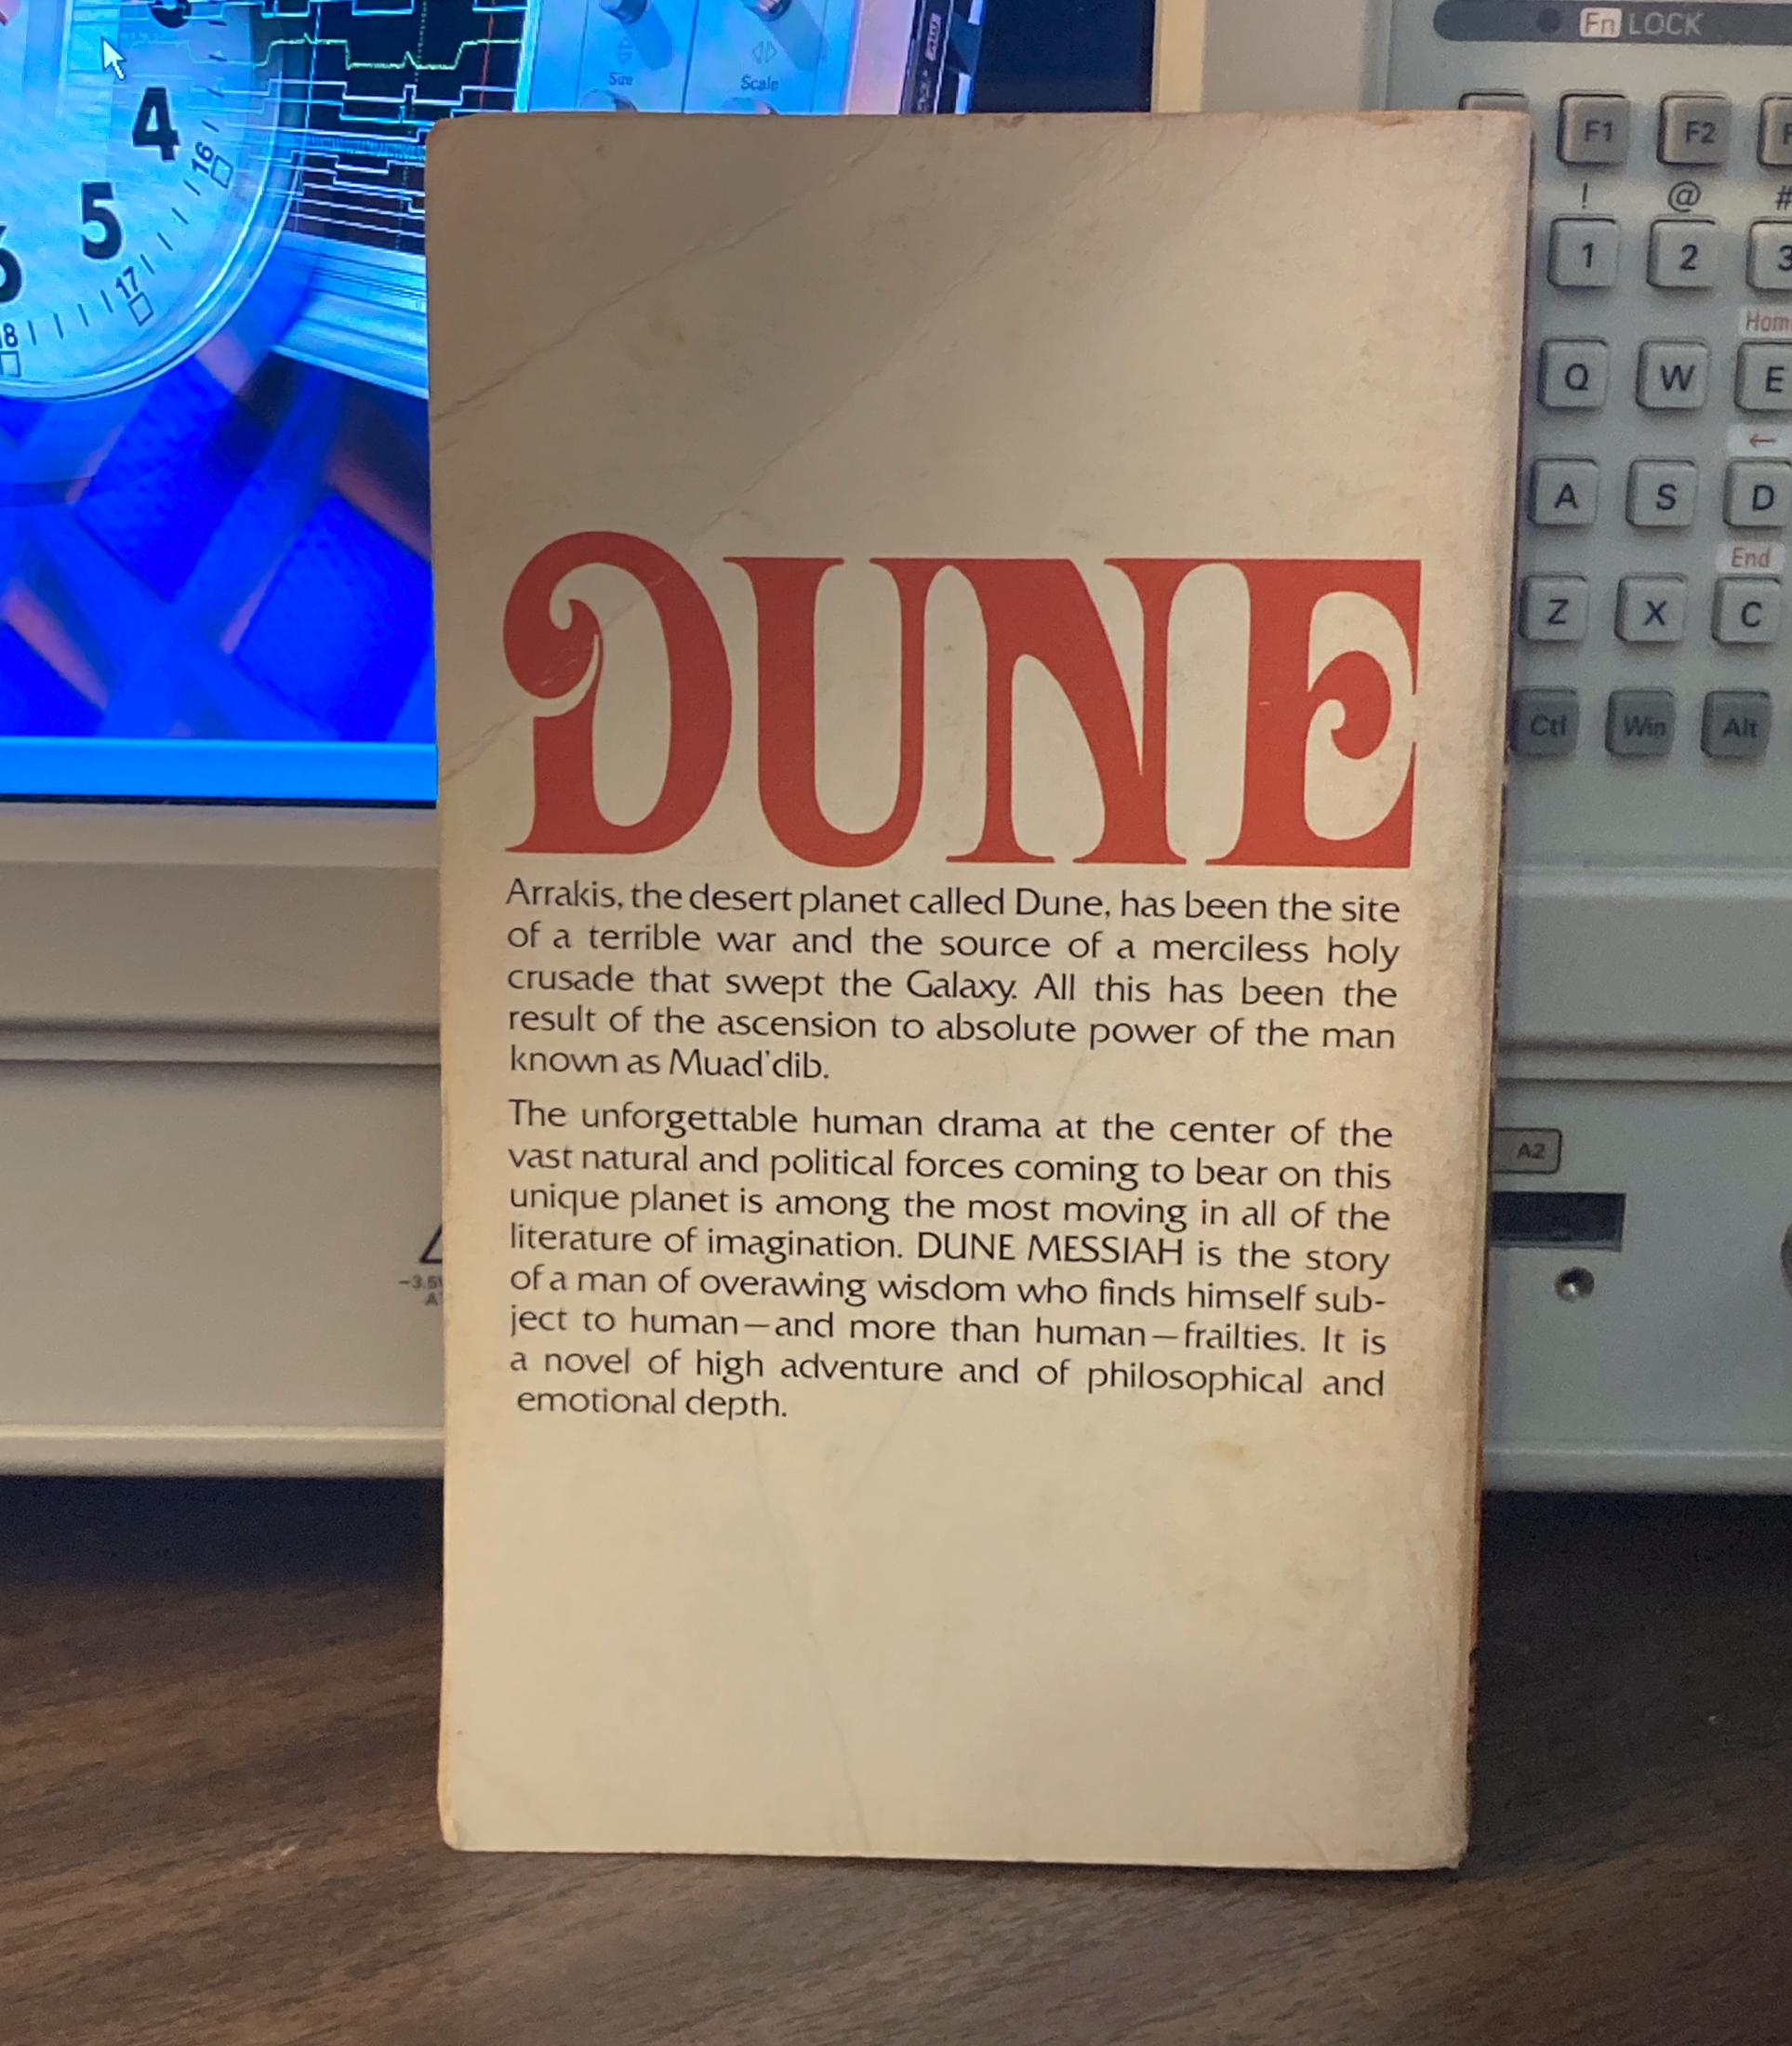 Fn LOCK
Size
Scale
4
16
5
17
F1
F2
!
@
#
1
2
3
Q
W
E
A
S
D
End
Z
X
C
Ctl
Win
Alt
DUNE
Arrakis, the desert planet called Dune, has been the site
of a terrible war and the source of a merciless holy
crusade that swept the Galaxy. All this has been the
result of the ascension to absolute power of the man
known as Muad'dib.
The unforgettable human drama at the center of the
vast natural and political forces coming to bear on this
unique planet is among the most moving in all of the
literature of imagination. DUNE MESSIAH is the story
of a man of overawing wisdom who finds himself sub-
ject to human—and more than human—frailties. It is
a novel of high adventure and of philosophical and
emotional depth.
A2